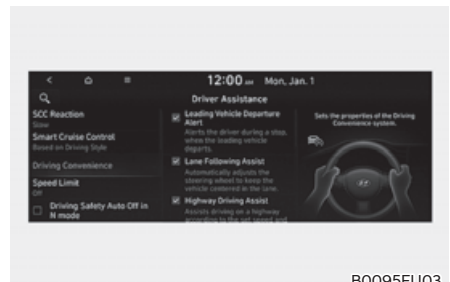 12:00 Mon, Jan. 1
Driver Assistance
SCC Reaction
Slow
Smart Cruise Control
Based on Driving Style
Driving Convenience
Speed Limit
Off
Driving Safety Auto Off in
N mode
Leading Vehicle Departure
Alert
Alerts the driver during a stop,
when the leading vehicle
departs.
Lane Following Assist
Automatically adjusts the
steering wheel to keep the
vehicle centered in the lane.
Highway Driving Assist
Assists driving on a highway
according to the set speed and
Sets the properties of the Driving
Convenience system.
B0095EU03